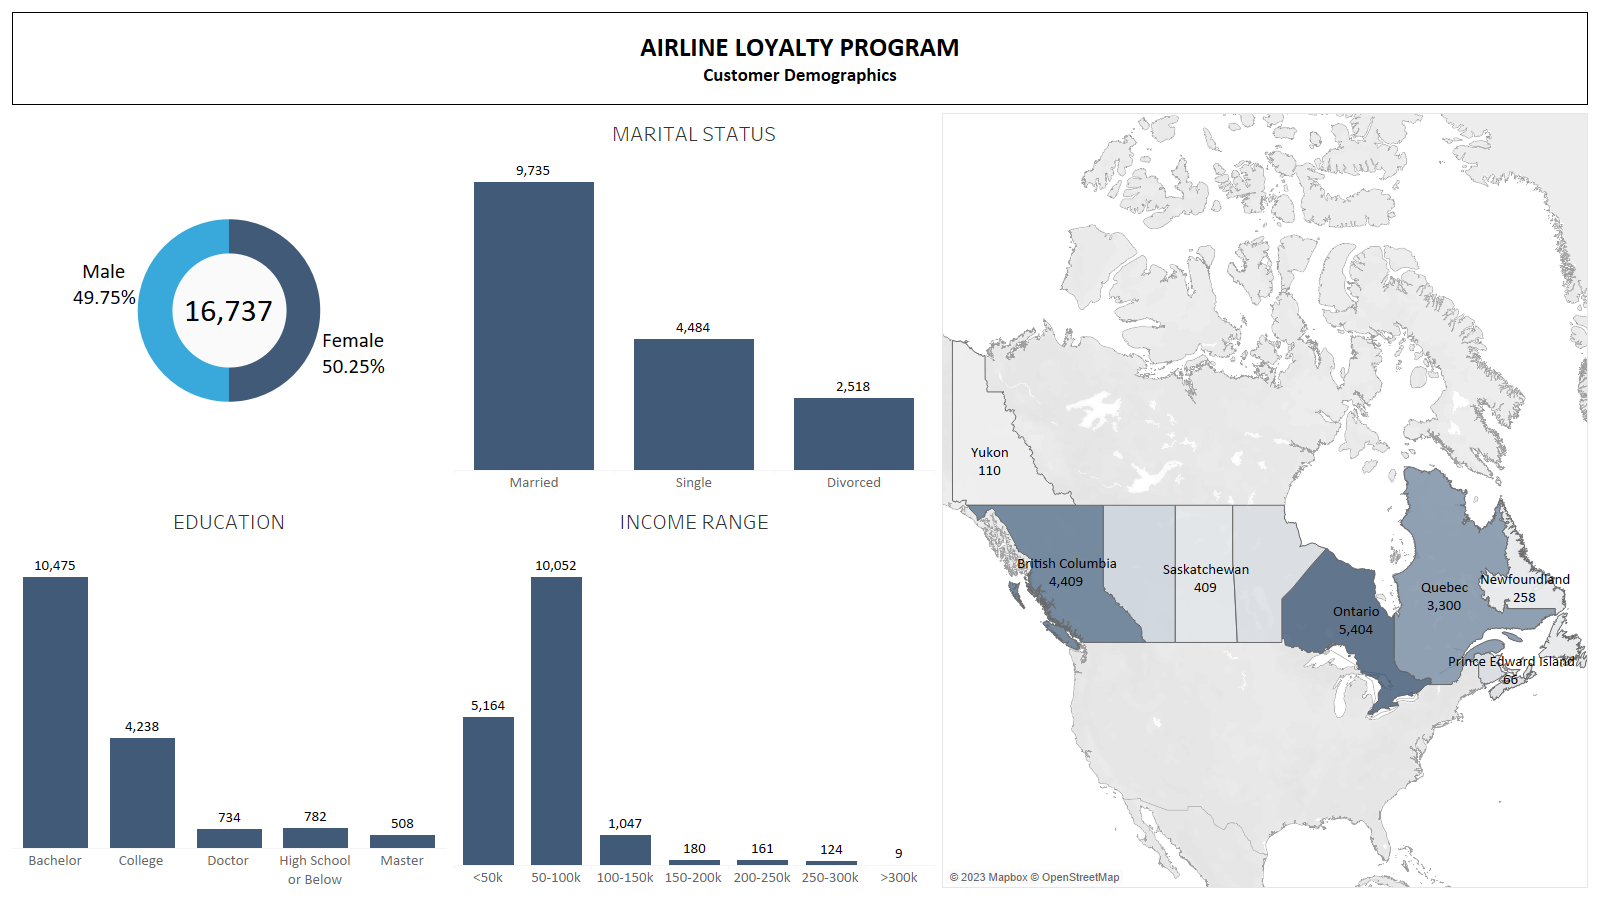 AIRLINE LOYALTY PROGRAM
Customer Demographics
Male
49.75%
16,737
Female
50.25%
MARITAL STATUS
9,735
4,484
2,518
Married
Single
Divorced
EDUCATION
10,475
4,238
734
782
508
Bachelor
College
Doctor
High School
or Below
Master
INCOME RANGE
5,164
10,052
1,047
180
161
124
9
<50k
50-100k
100-150k
150-200k
200-250k
250-300k
>300k
Yukon
110
British Columbia
4,409
Saskatchewan
409
Ontario
5,404
Quebec
3,300
Newfoundland
258
Prince Edward Island
66
© 2023 Mapbox © OpenStreetMap